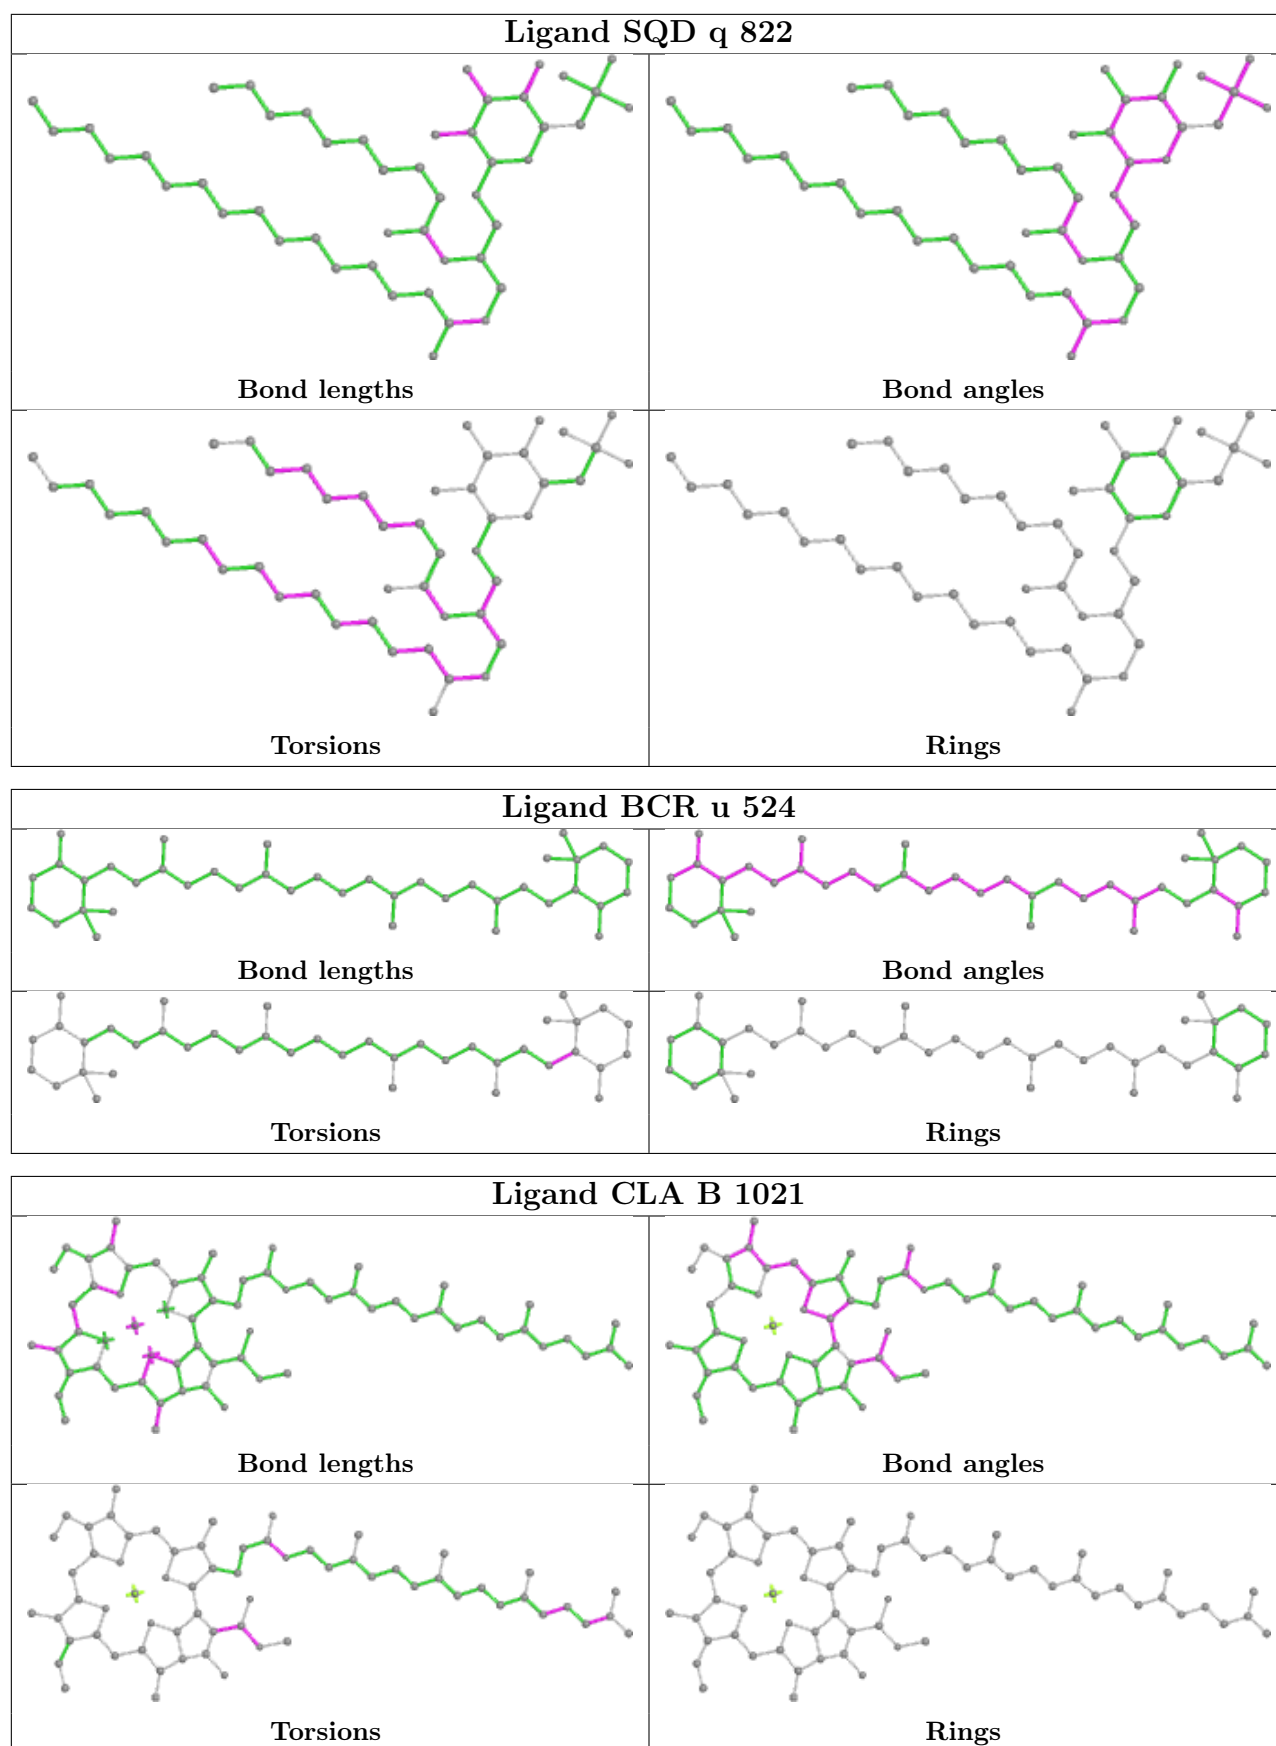 Ligand SQD q 822
Bond lengths
Bond angles
Torsions
Rings
Ligand BCR u 524
Bond lengths
Bond angles
Torsions
Rings
Ligand CLA B 1021
Bond lengths
Bond angles
Torsions
Rings